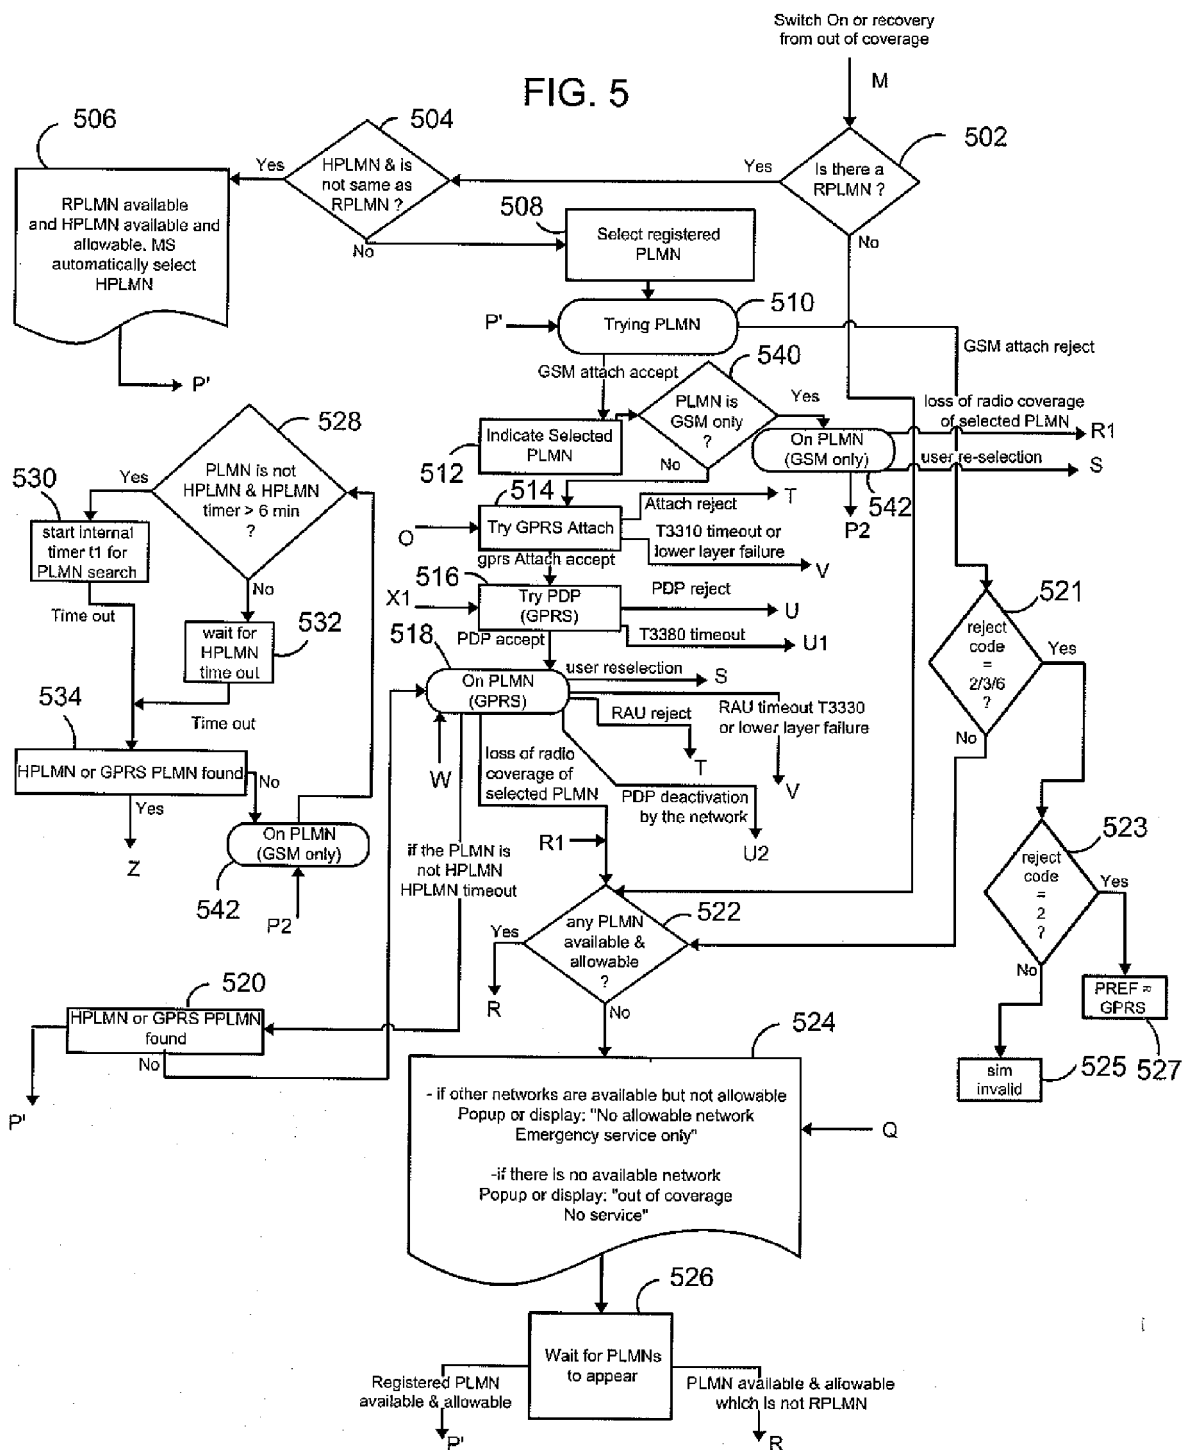 Switch On or recovery
from out of coverage
M
FIG. 5
506
504
502
Yes
HPLMN & is
not same as
RPLMN ?
Yes
Is there a
RPLMN ?
No
No
RPLMN available
and HPLMN available and
allowable. MS
automatically select
HPLMN
P'
508
Select registered
PLMN
P'
Trying PLMN
510
GSM attach reject
GSM attach accept
540
PLMN is
GSM only
?
Yes
No
Indicate Selected
PLMN
512
On PLMN
(GSM only)
542
loss of radio coverage
of selected PLMN
R1
user re-selection
S
P2
528
PLMN is not
HPLMN & HPLMN
timer > 6 min
?
Yes
No
530
start internal
timer t1 for
PLMN search
Time out
wait for
HPLMN
time out
532
Time out
534
HPLMN or GPRS PLMN found
No
Yes
Z
On PLMN
(GSM only)
542
P2
514
O
Try GPRS Attach
Attach reject
T
T3310 timeout or
lower layer failure
V
gprs Attach accept
516
X1
Try PDP
(GPRS)
PDP reject
U
T3380 timeout
U1
PDP accept
518
On PLMN
(GPRS)
user reselection
S
RAU reject
T
RAU timeout T3330
or lower layer failure
V
W
loss of radio
coverage of
selected PLMN
PDP deactivation
by the network
U2
R1
if the PLMN is
not HPLMN
HPLMN timeout
521
reject
code
=
2/3/6
?
Yes
No
523
reject
code
=
2
?
Yes
No
PREF =
GPRS
527
sim
invalid
525
522
any PLMN
available &
allowable
?
Yes
R
No
520
HPLMN or GPRS PPLMN
found
No
P'
524
- if other networks are available but not allowable
Popup or display: "No allowable network
Emergency service only"
-if there is no available network
Popup or display: "out of coverage
No service"
Q
526
Wait for PLMNs
to appear
Registered PLMN
available & allowable
P'
PLMN available & allowable
which is not RPLMN
R